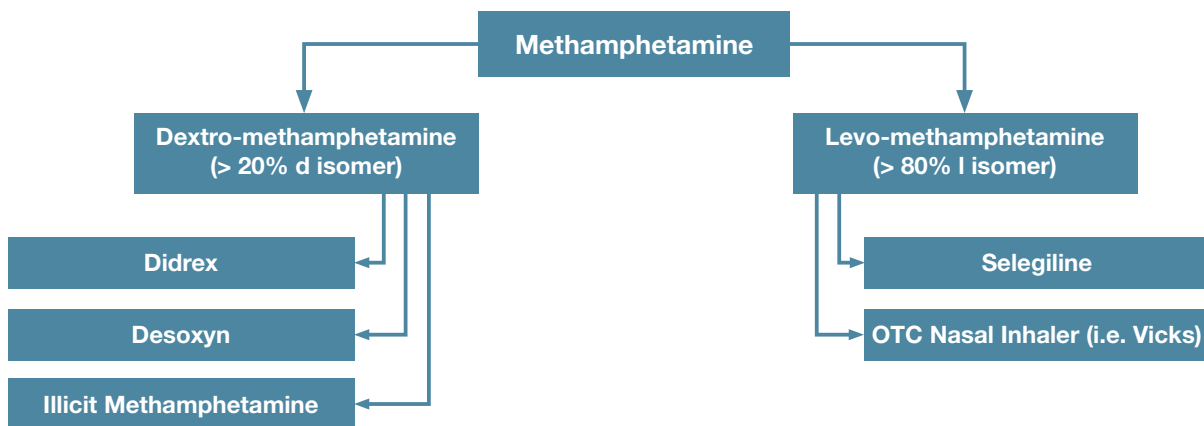 Methamphetamine
Dextro-methamphetamine
(> 20% d isomer)
Levo-methamphetamine
(> 80% l isomer)
Didrex
Selegiline
Desoxyn
OTC Nasal Inhaler (i.e. Vicks)
Illicit Methamphetamine